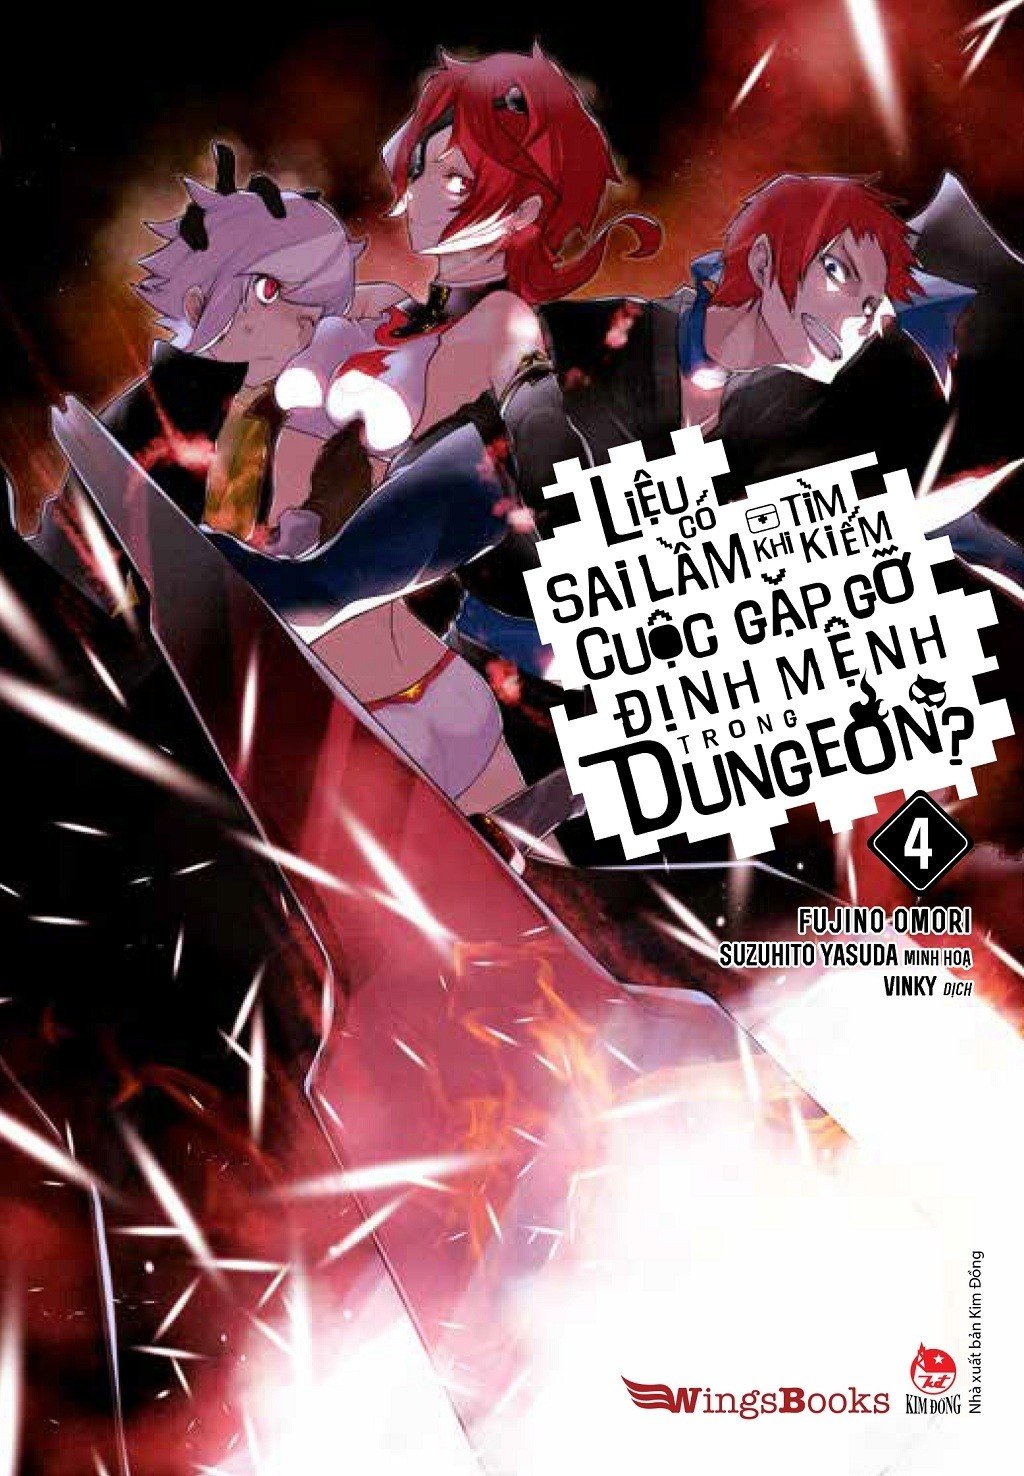 LIỆU CÓ
SAI LẦM KHI TÌM KIẾM
CUỘC GẶP GỠ
ĐỊNH MỆNH
TRONG
DUNGEON?
4
FUJINO OMORI
SUZUHITO YASUDA MINH HOẠ
VINKY DỊCH
WingsBooks
KIM ĐỒNG
Nhà xuất bản Kim Đồng